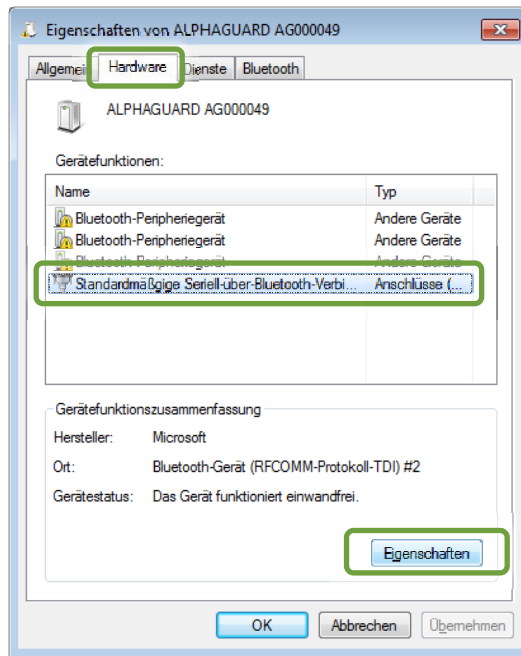 Eigenschaften von ALPHAGUARD AG000049
Allgemein Hardware Dienste Bluetooth
ALPHAGUARD AG000049
Gerätefunktionen:
Name Typ
Bluetooth-Peripheriegerät Andere Geräte
Bluetooth-Peripheriegerät Andere Geräte
Bluetooth-Peripheriegerät Andere Geräte
Standardmäßgige Seriell-über-Bluetooth-Verbi... Anschlüsse (...
Gerätefunktionszusammenfassung
Hersteller: Microsoft
Ort: Bluetooth-Gerät (RFCOMM-Protokoll-TDI) #2
Gerätestatus: Das Gerät funktioniert einwandfrei.
Eigenschaften
OK Abbrechen Übernehmen